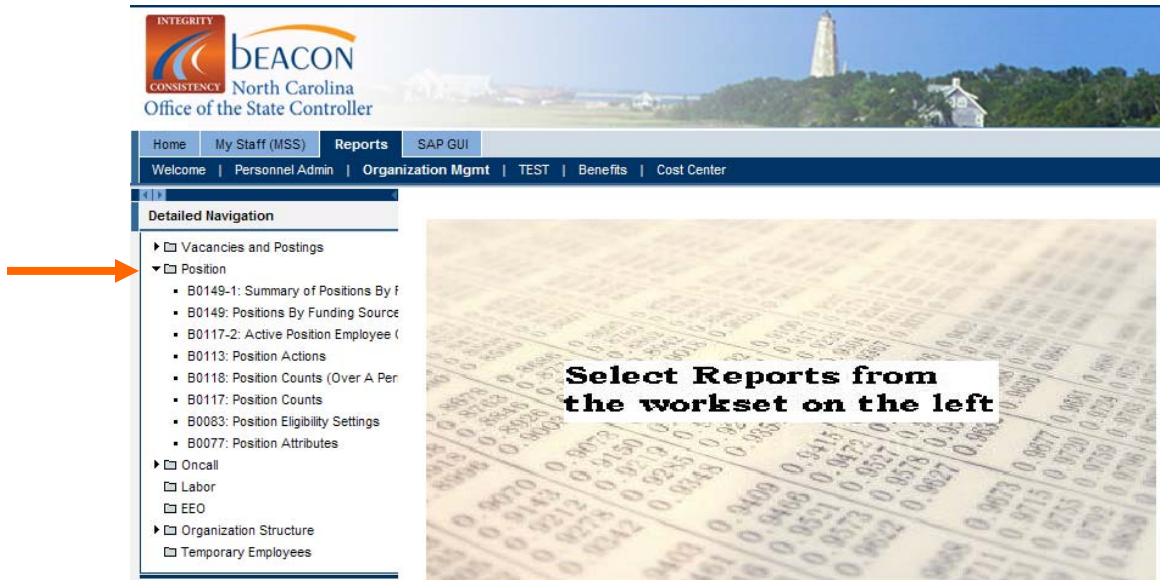 INTEGRITY
CONSISTENCY
bEACON
North Carolina
Office of the State Controller
Home My Staff (MSS) Reports SAP GUI
Welcome | Personnel Admin | Organization Mgmt | TEST | Benefits | Cost Center
Detailed Navigation
Vacancies and Postings
Position
B0149-1: Summary of Positions By F
B0149: Positions By Funding Source
B0117-2: Active Position Employee (
B0113: Position Actions
B0118: Position Counts (Over A Per
B0117: Position Counts
B0083: Position Eligibility Settings
B0077: Position Attributes
Oncall
Labor
EEO
Organization Structure
Temporary Employees
Select Reports from
the workset on the left